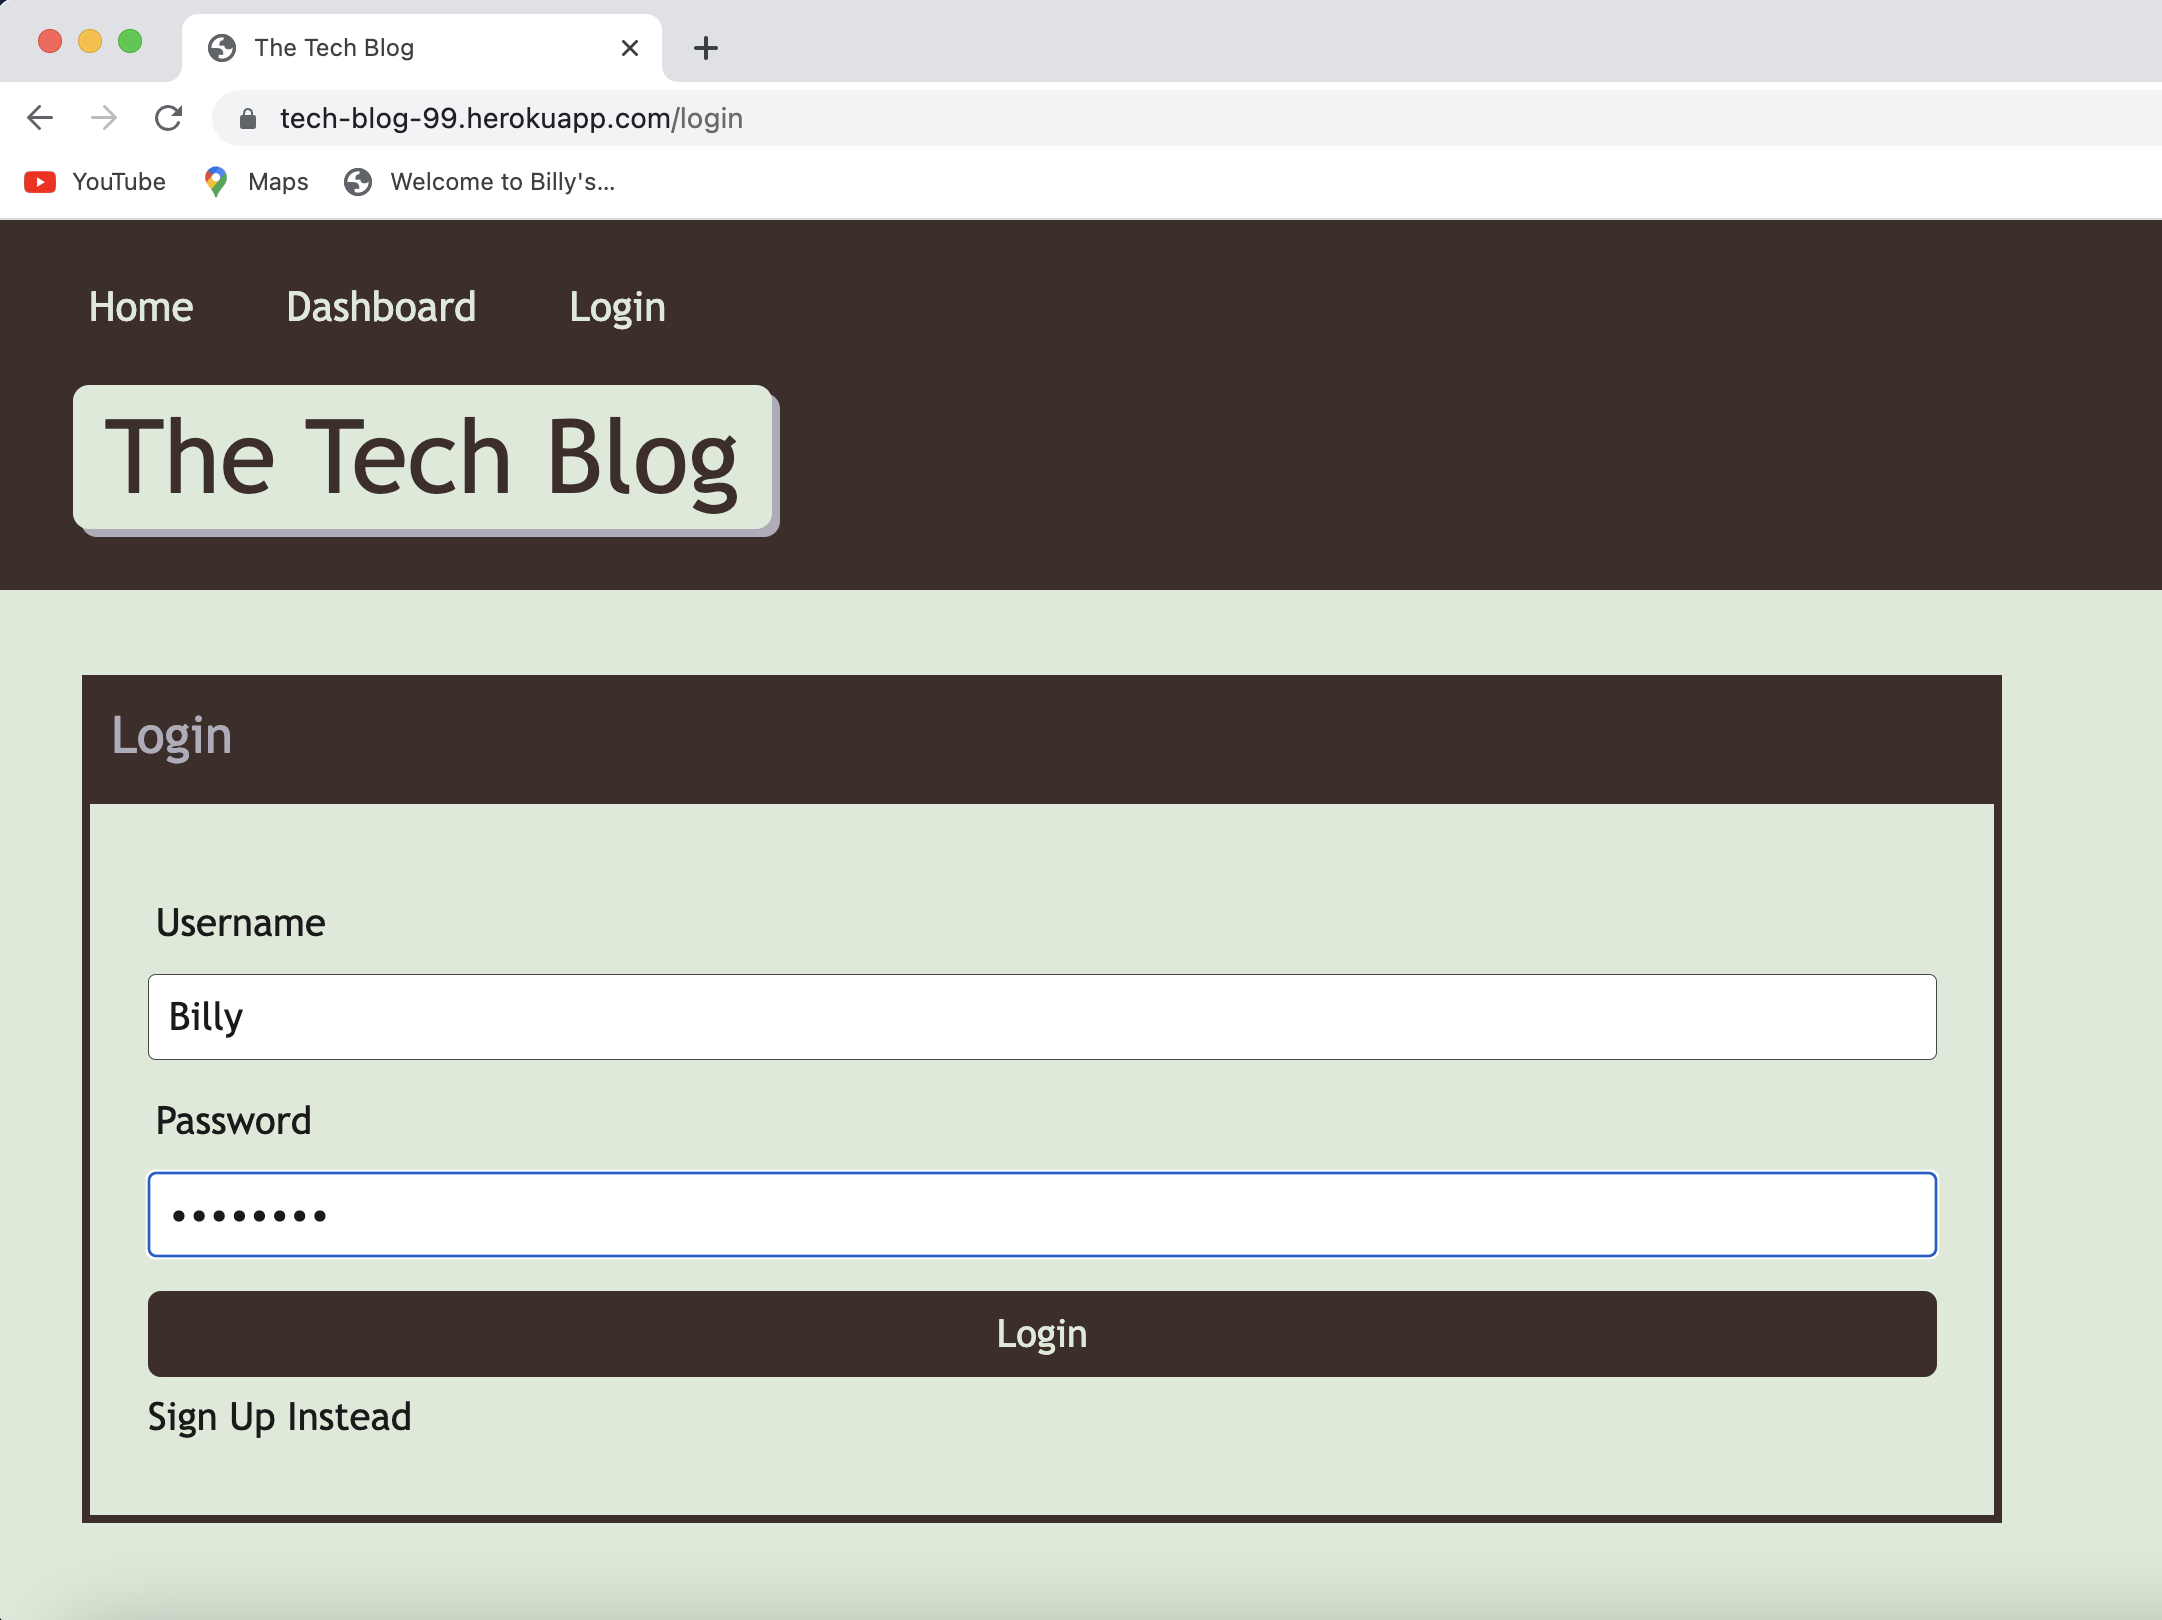 The Tech Blog
tech-blog-99.herokuapp.com/login
YouTube Maps Welcome to Billy's...
Home Dashboard Login
The Tech Blog
Login
Username
Billy
Password
••••••••
Login
Sign Up Instead